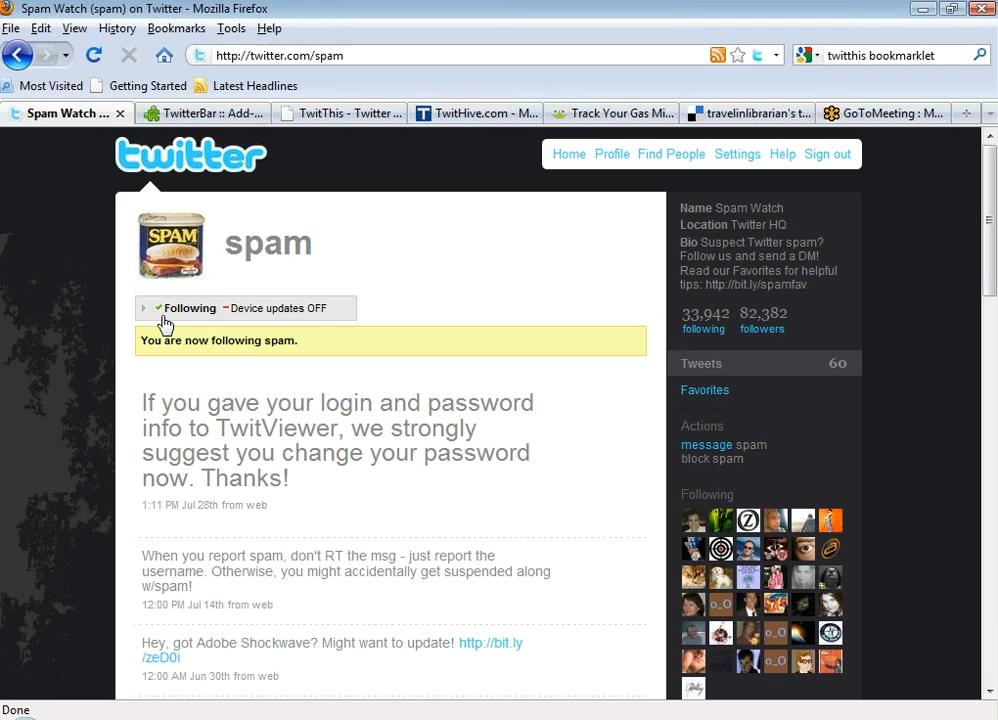 Spam Watch (spam) on Twitter - Mozilla Firefox
File Edit View History Bookmarks Tools Help
http://twitter.com/spam
twitthis bookmarklet
Most Visited Getting Started Latest Headlines
Spam Watch ... TwitterBar :: Add-... TwitThis - Twitter ... TwitHive.com - M... Track Your Gas Mi... travelinlibrarian's t... GoToMeeting : M...
twitter
Home Profile Find People Settings Help Sign out
SPAM
spam
Following Device updates OFF
You are now following spam.
If you gave your login and password
info to TwitViewer, we strongly
suggest you change your password
now. Thanks!
1:11 PM Jul 28th from web
When you report spam, don't RT the msg - just report the
username. Otherwise, you might accidentally get suspended along
w/spam!
12:00 PM Jul 14th from web
Hey, got Adobe Shockwave? Might want to update! http://bit.ly
/zeD0i
12:00 AM Jun 30th from web
Name Spam Watch
Location Twitter HQ
Bio Suspect Twitter spam?
Follow us and send a DM!
Read our Favorites for helpful
tips: http://bit.ly/spamfav
33,942 82,382
following followers
Tweets 60
Favorites
Actions
message spam
block spam
Following
o_O
o_O
o_O
Done